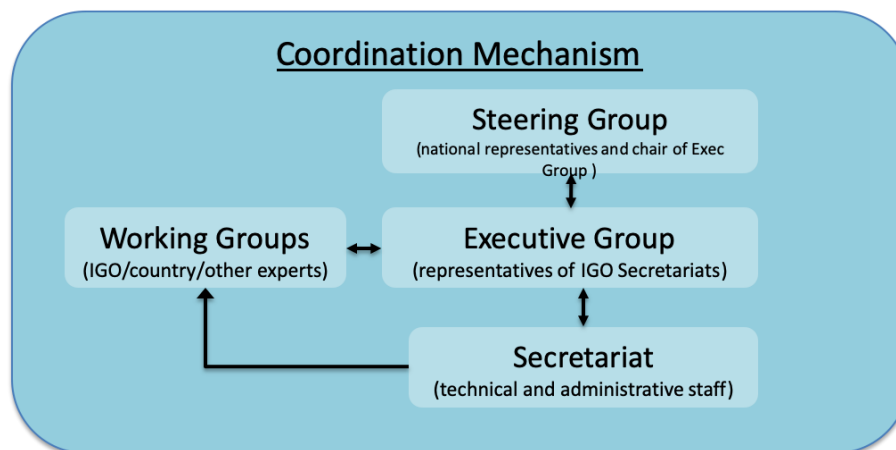 Coordination Mechanism
Steering Group
(national representatives and chair of Exec
Group )
Working Groups
(IGO/country/other experts)
Executive Group
(representatives of IGO Secretariats)
Secretariat
(technical and administrative staff)